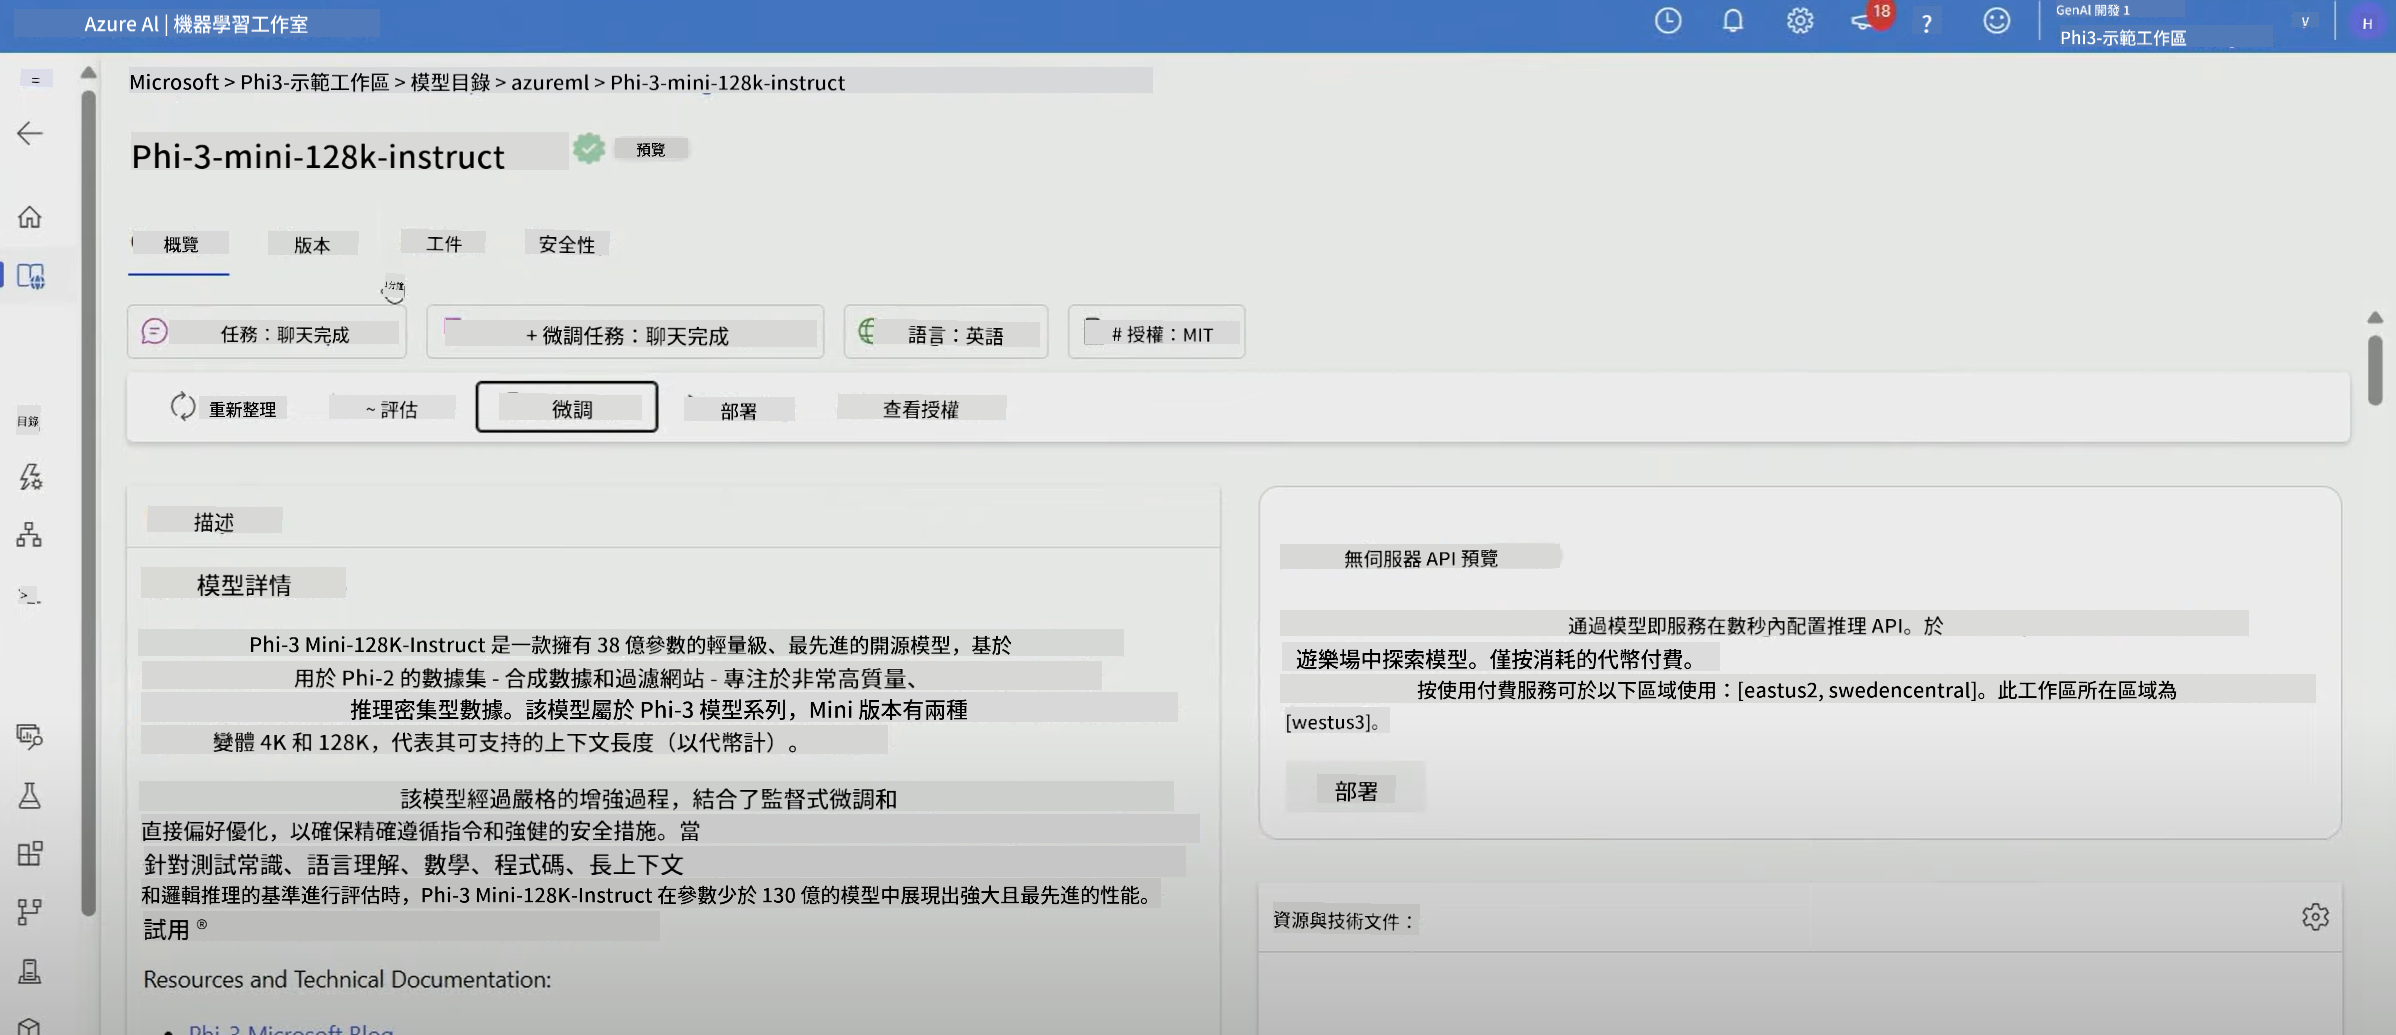 Azure AI | 機器學習工作室
18
?
GenAI 開發 1
Phi3-示範工作區
v
H
Microsoft > Phi3-示範工作區 > 模型目錄 > azureml > Phi-3-mini-128k-instruct
Phi-3-mini-128k-instruct
預覽
概覽
版本
工件
安全性
任務：聊天完成
+ 微調任務：聊天完成
語言：英語
# 授權：MIT
重新整理
~ 評估
微調
部署
查看授權
目錄
描述
模型詳情
Phi-3 Mini-128K-Instruct 是一款擁有 38 億參數的輕量級、最先進的開源模型，基於
用於 Phi-2 的數據集 - 合成數據和過濾網站 - 專注於非常高質量、
推理密集型數據。該模型屬於 Phi-3 模型系列，Mini 版本有兩種
變體 4K 和 128K，代表其可支持的上下文長度（以代幣計）。
該模型經過嚴格的增強過程，結合了監督式微調和
直接偏好優化，以確保精確遵循指令和強健的安全措施。當
針對測試常識、語言理解、數學、程式碼、長上下文
和邏輯推理的基準進行評估時，Phi-3 Mini-128K-Instruct 在參數少於 130 億的模型中展現出強大且最先進的性能。
試用 ®
Resources and Technical Documentation:
• Phi-3 Microsoft Blog
無伺服器 API 預覽
通過模型即服務在數秒內配置推理 API。於
遊樂場中探索模型。僅按消耗的代幣付費。
按使用付費服務可於以下區域使用：[eastus2, swedencentral]。此工作區所在區域為
[westus3]。
部署
資源與技術文件：